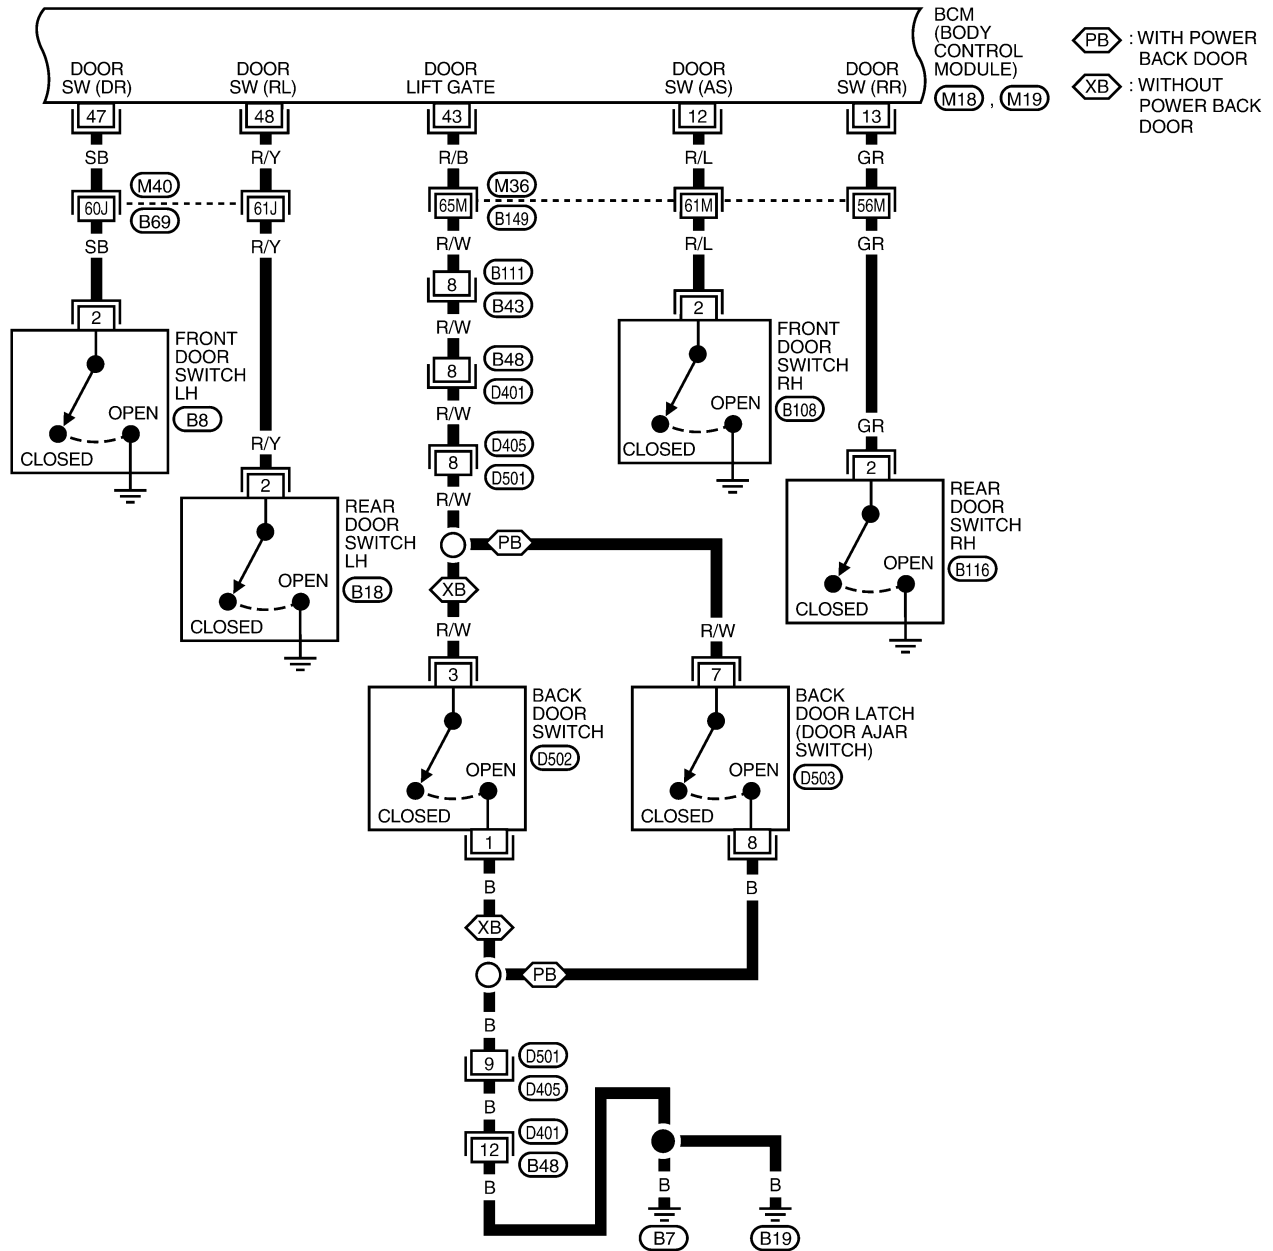 BCM
(BODY
CONTROL
MODULE)
M18 , M19
PB : WITH POWER
BACK DOOR
XB : WITHOUT
POWER BACK
DOOR
DOOR
SW (DR)
DOOR
SW (RL)
DOOR
LIFT GATE
DOOR
SW (AS)
DOOR
SW (RR)
47
48
43
12
13
SB
R/Y
R/B
R/L
GR
M40
M36
60J
61J
65M
61M
56M
B69
B149
SB
R/Y
R/W
R/L
GR
8
B111
B43
2
2
R/W
FRONT
DOOR
SWITCH
LH
B8
OPEN
CLOSED
8
B48
D401
FRONT
DOOR
SWITCH
RH
B108
OPEN
CLOSED
R/W
GR
R/Y
8
D405
D501
2
2
R/W
REAR
DOOR
SWITCH
LH
B18
OPEN
CLOSED
REAR
DOOR
SWITCH
RH
B116
OPEN
CLOSED
PB
XB
R/W
R/W
3
7
BACK
DOOR
SWITCH
D502
OPEN
CLOSED
BACK
DOOR LATCH
(DOOR AJAR
SWITCH)
D503
OPEN
CLOSED
1
8
B
B
XB
PB
B
9
D501
D405
B
12
D401
B48
B
B
B
B7
B19